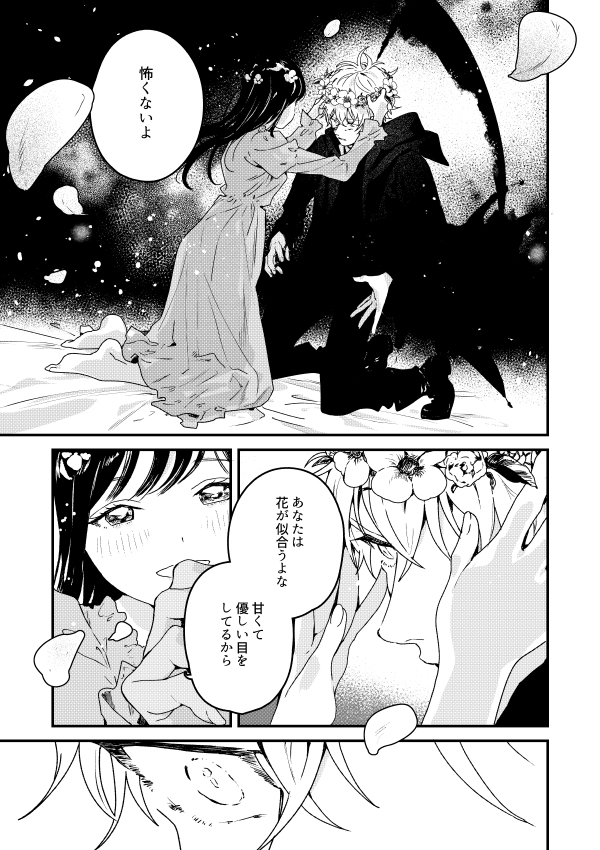 怖くないよ
あなたは
花が似合うよな
甘くて
優しい目を
してるから